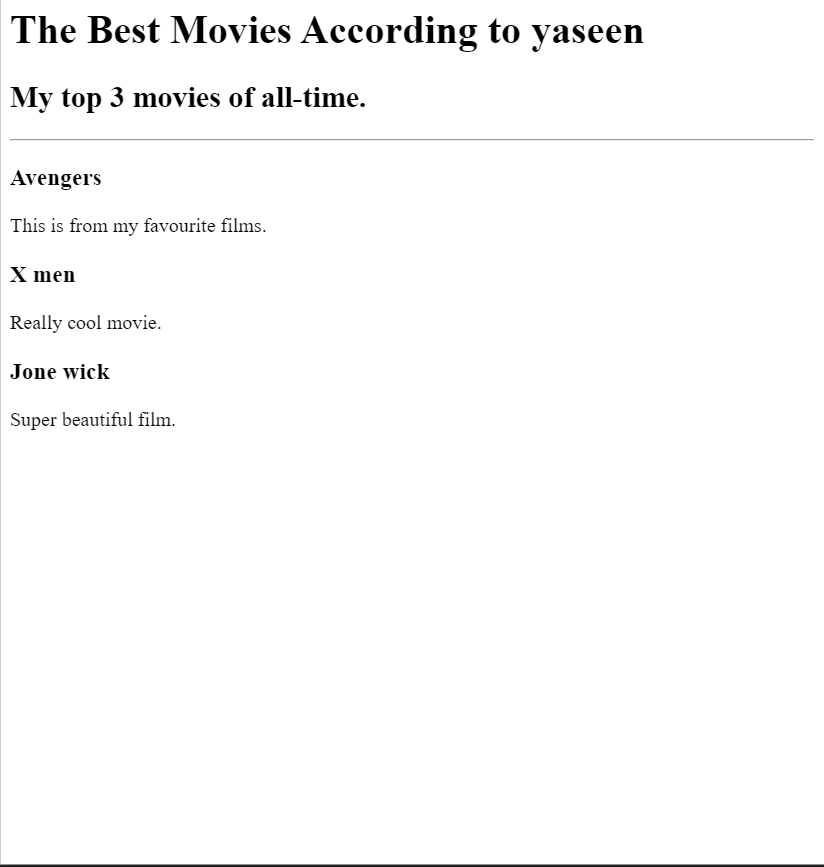 The Best Movies According to yaseen
My top 3 movies of all-time.
Avengers
This is from my favourite films.
X men
Really cool movie.
Jone wick
Super beautiful film.